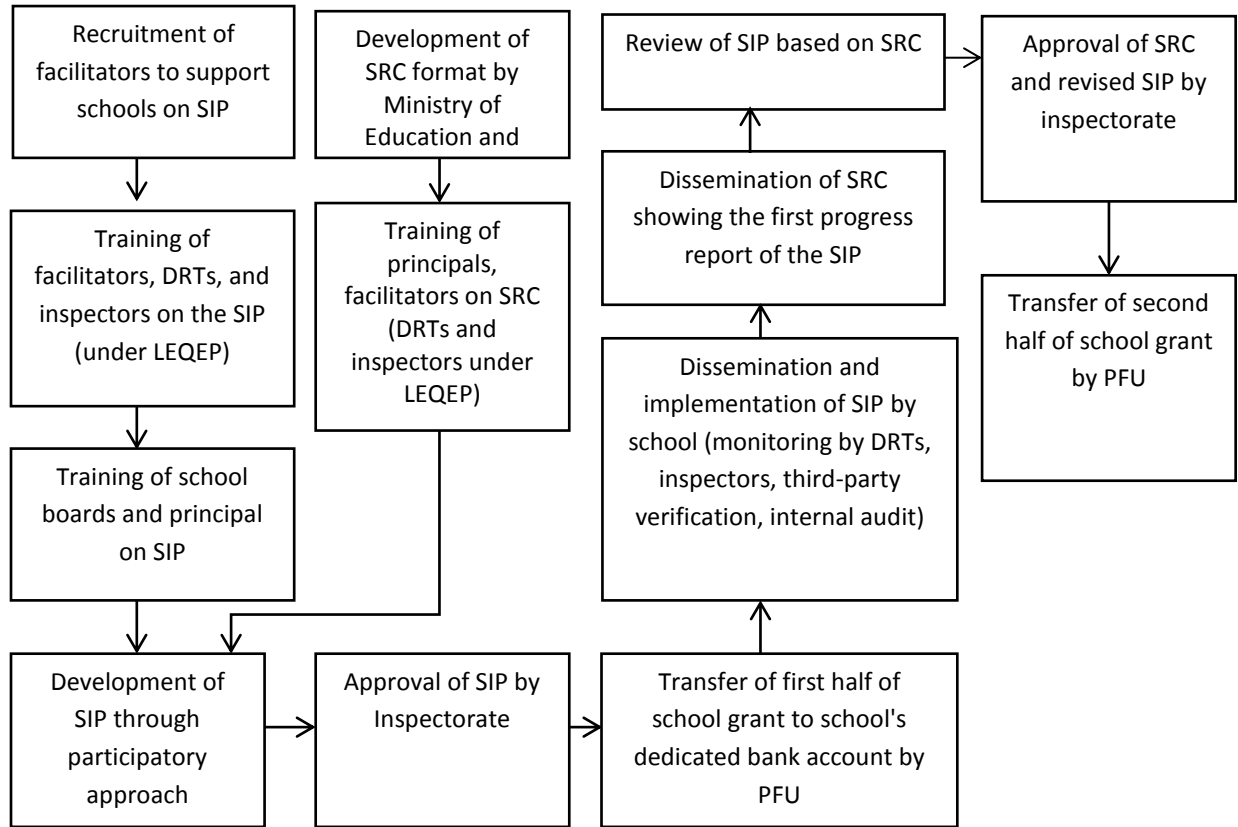 Recruitment of
facilitators to support
schools on SIP
Training of
facilitators, DRTs, and
inspectors on the SIP
(under LEQEP)
Training of school
boards and principal
on SIP
Development of
SRC format by
Ministry of
Education and
Training of
principals,
facilitators on SRC
(DRTs and
inspectors under
LEQEP)
Development of
SIP through
participatory
approach
Approval of SIP by
Inspectorate
Transfer of first half of
school grant to school's
dedicated bank account by
PFU
Dissemination and
implementation of SIP by
school (monitoring by DRTs,
inspectors, third-party
verification, internal audit)
Dissemination of SRC
showing the first progress
report of the SIP
Review of SIP based on SRC
Approval of SRC
and revised SIP by
inspectorate
Transfer of second
half of school grant
by PFU